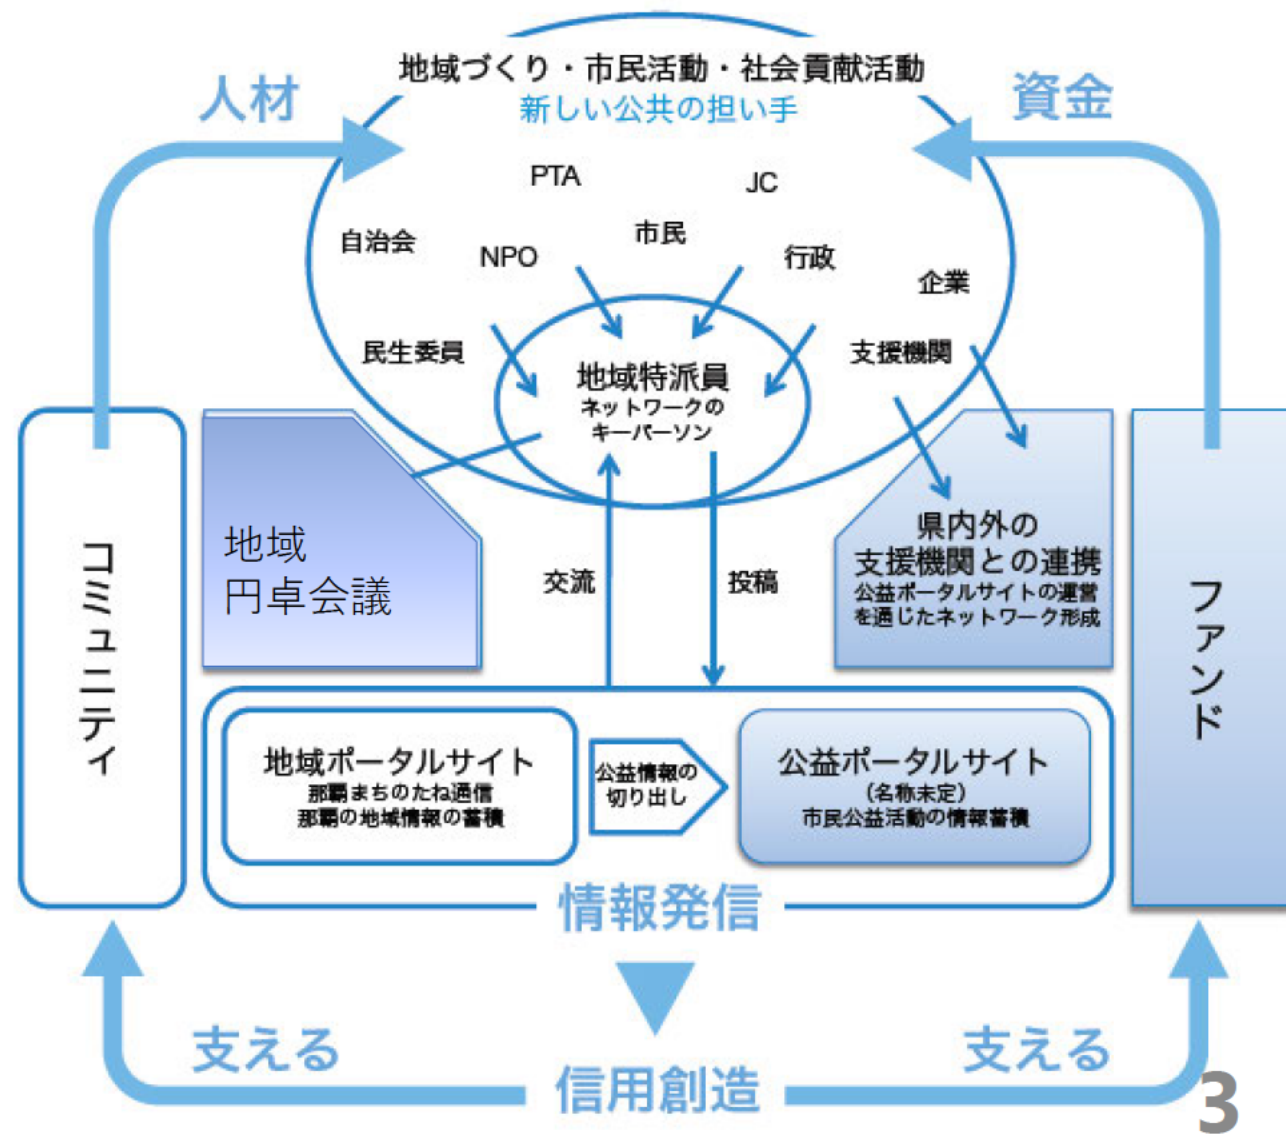 地域づくり・市民活動・社会貢献活動
新しい公共の担い手
人材
資金
PTA
JC
自治会
NPO
市民
行政
企業
民生委員
支援機関
地域特派員
ネットワークの
キーパーソン
コミュニティ
地域
円卓会議
交流
投稿
県内外の
支援機関との連携
公益ポータルサイトの運営
を通じたネットワーク形成
ファンド
地域ポータルサイト
那覇まちのたね通信
那覇の地域情報の蓄積
公益情報の
切り出し
公益ポータルサイト
（名称未定）
市民公益活動の情報蓄積
情報発信
支える
信用創造
支える
3